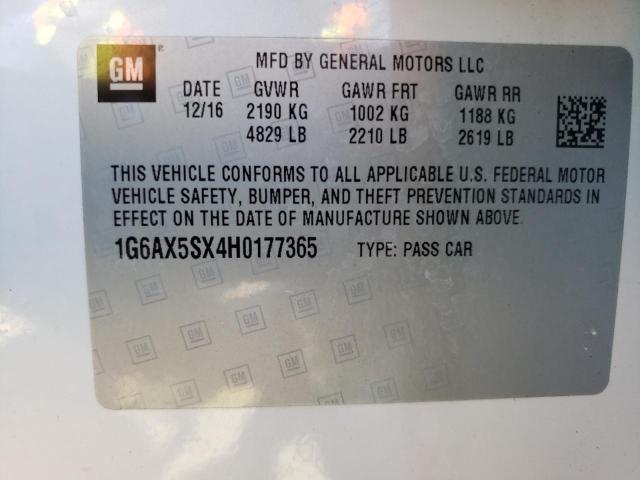 GM
MFD BY GENERAL MOTORS LLC
DATE GVWR GAWR FRT GAWR RR
12/16 2190 KG 1002 KG 1188 KG
4829 LB 2210 LB 2619 LB
THIS VEHICLE CONFORMS TO ALL APPLICABLE U.S. FEDERAL MOTOR
VEHICLE SAFETY, BUMPER, AND THEFT PREVENTION STANDARDS IN
EFFECT ON THE DATE OF MANUFACTURE SHOWN ABOVE.
1G6AX5SX4H0177365 TYPE: PASS CAR